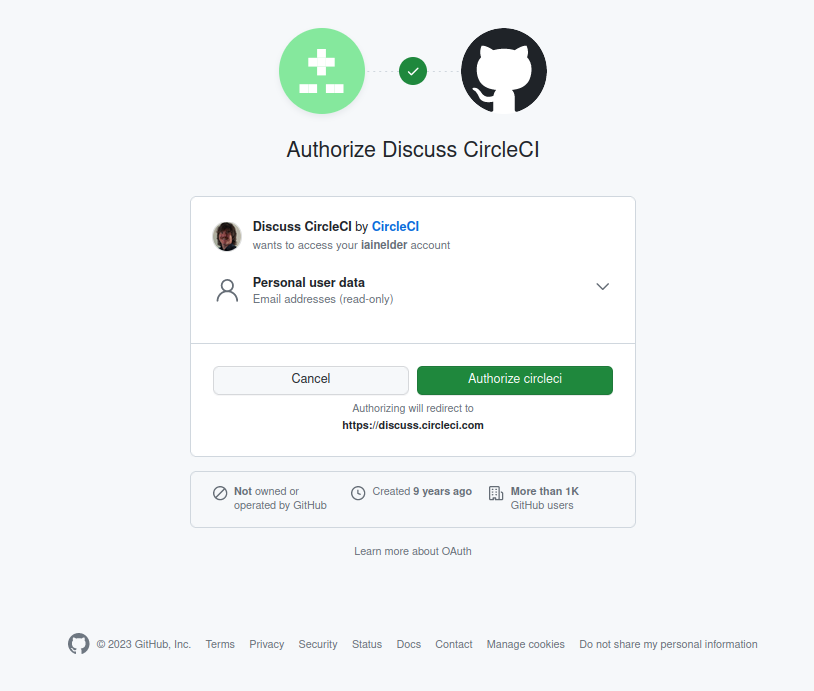 Authorize Discuss CircleCI
Discuss CircleCI by CircleCI
wants to access your iainelder account
Personal user data
Email addresses (read-only)
Cancel
Authorize circleci
Authorizing will redirect to
https://discuss.circleci.com
Not owned or
operated by GitHub
Created 9 years ago
More than 1K
GitHub users
Learn more about OAuth
© 2023 GitHub, Inc.
Terms
Privacy
Security
Status
Docs
Contact
Manage cookies
Do not share my personal information